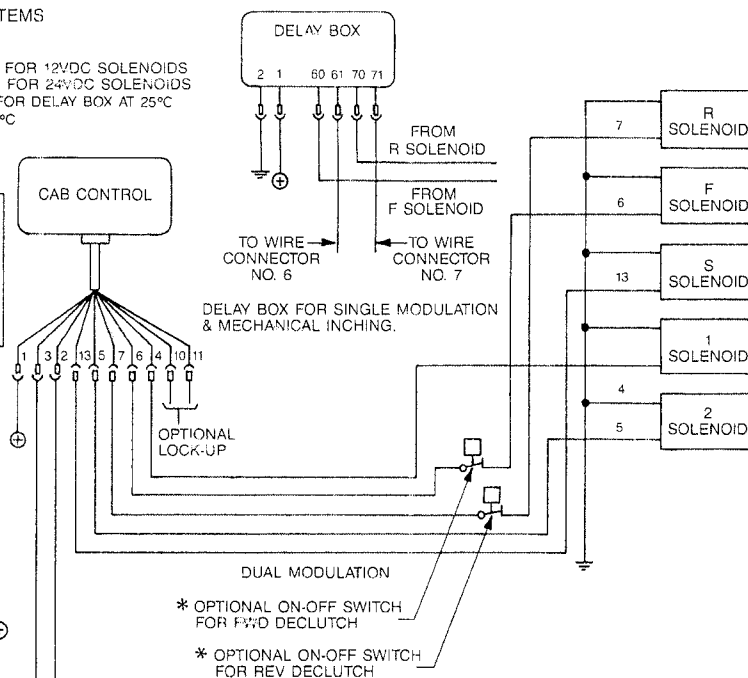 TEMS
FOR 12VDC SOLENOIDS
FOR 24VDC SOLENOIDS
FOR DELAY BOX AT 25°C
°C
DELAY BOX
2 1 60 61 70 71
FROM
R SOLENOID
FROM
F SOLENOID
TO WIRE
CONNECTOR
NO. 6
TO WIRE
CONNECTOR
NO. 7
DELAY BOX FOR SINGLE MODULATION
& MECHANICAL INCHING.
CAB CONTROL
1 3 2 13 5 7 6 4 10 11
OPTIONAL
LOCK-UP
7
R
SOLENOID
6
F
SOLENOID
13
S
SOLENOID
1
SOLENOID
4
5
2
SOLENOID
DUAL MODULATION
* OPTIONAL ON-OFF SWITCH
FOR FWD DECLUTCH
* OPTIONAL ON-OFF SWITCH
FOR REV DECLUTCH